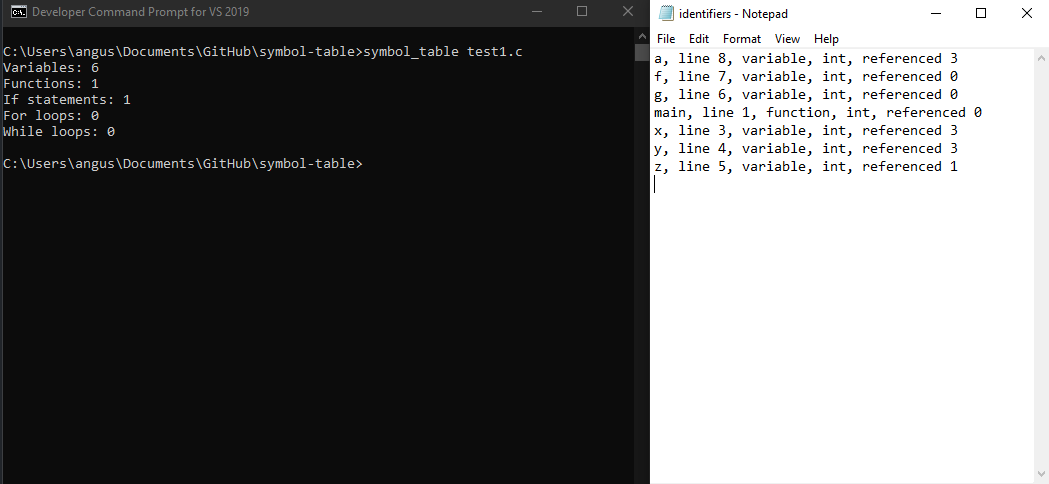 Developer Command Prompt for VS 2019
C:\Users\angus\Documents\GitHub\symbol-table>symbol_table test1.c
Variables: 6
Functions: 1
If statements: 1
For loops: 0
While loops: 0
C:\Users\angus\Documents\GitHub\symbol-table>
identifiers - Notepad
File Edit Format View Help
a, line 8, variable, int, referenced 3
f, line 7, variable, int, referenced 0
g, line 6, variable, int, referenced 0
main, line 1, function, int, referenced 0
x, line 3, variable, int, referenced 3
y, line 4, variable, int, referenced 3
z, line 5, variable, int, referenced 1